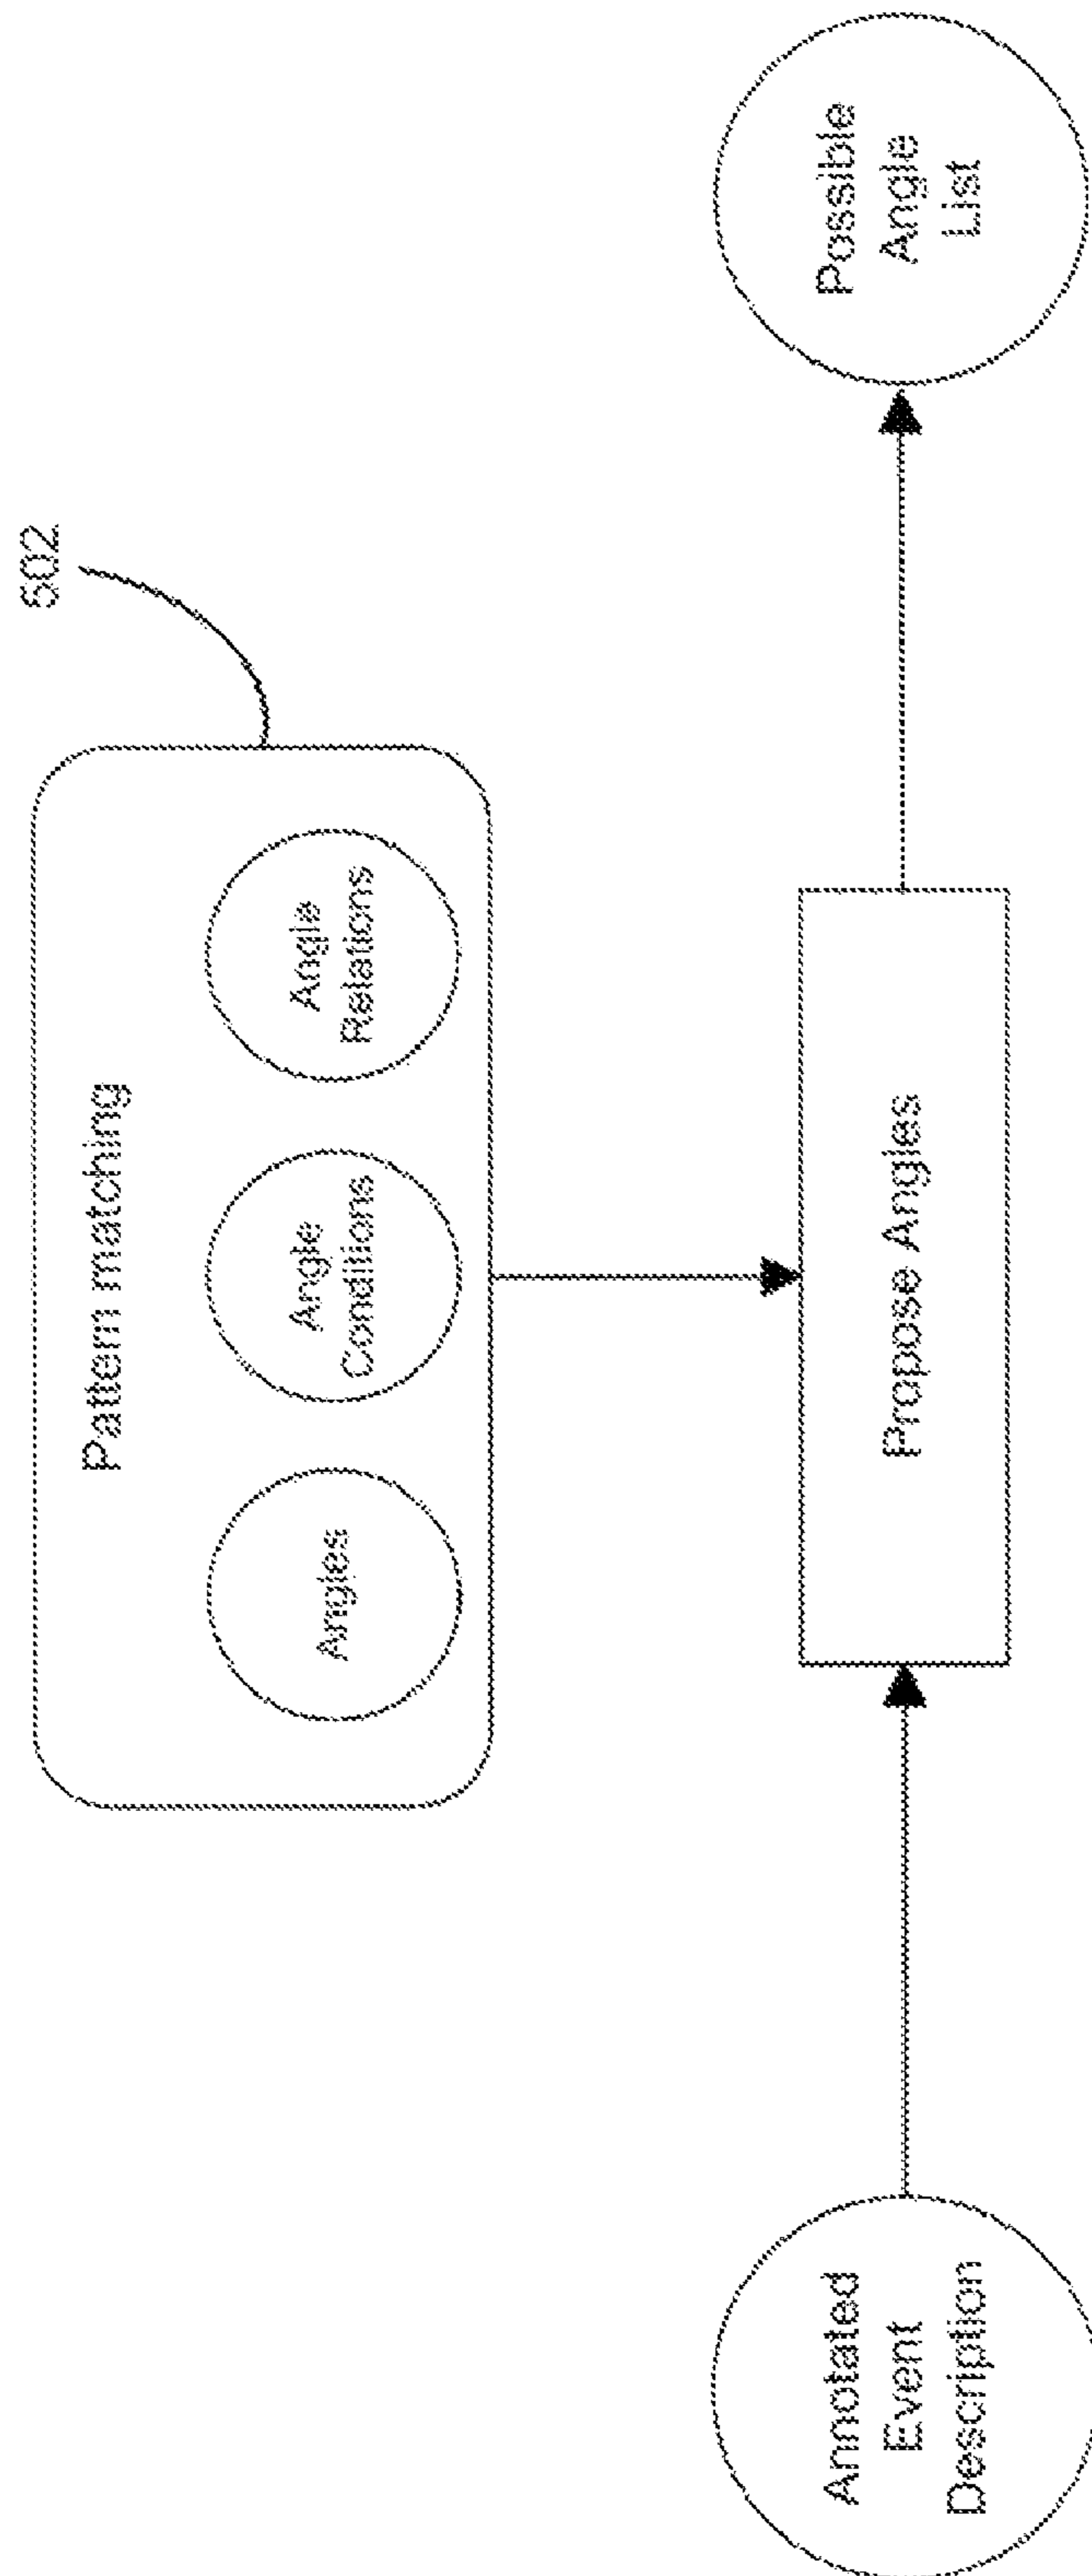 502
Pattern matching
Angles
Angle
Conditions
Angle
Relations
Propose Angles
Annotated
Event
Description
Possible
Angle
List